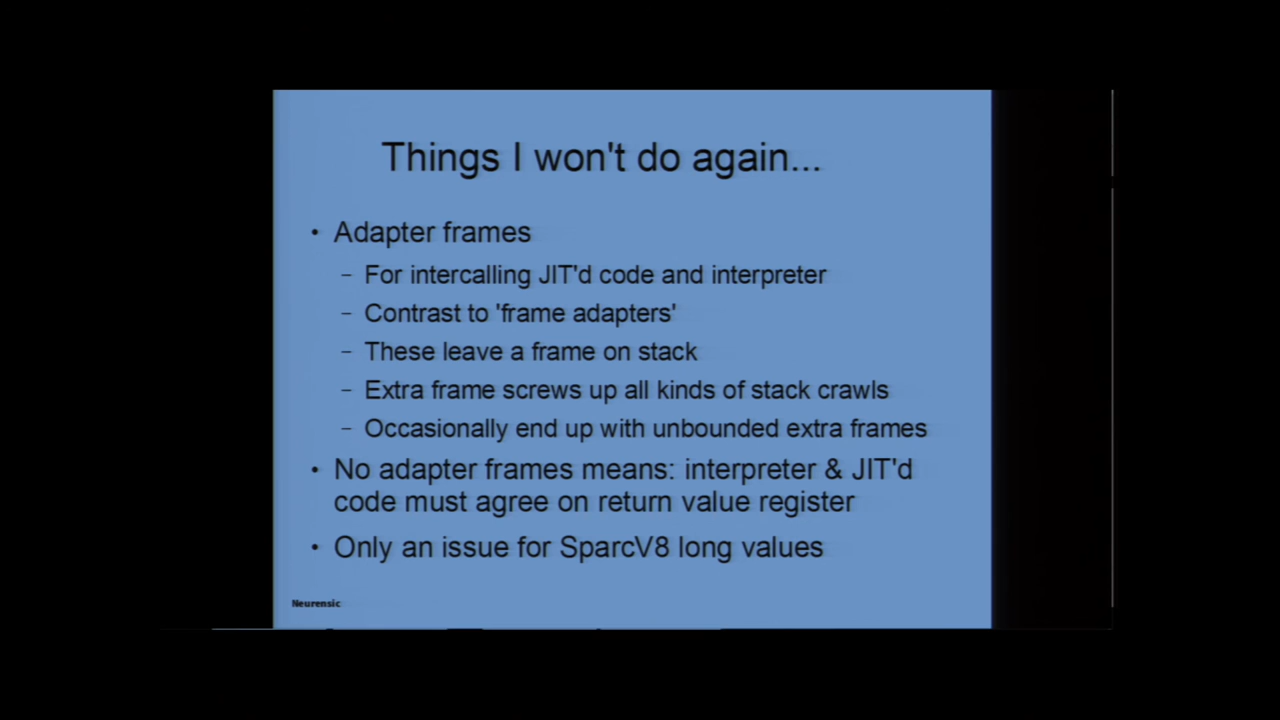 Things I won't do again...
• Adapter frames
– For intercalling JIT'd code and interpreter
– Contrast to 'frame adapters'
– These leave a frame on stack
– Extra frame screws up all kinds of stack crawls
– Occasionally end up with unbounded extra frames
• No adapter frames means: interpreter & JIT'd
code must agree on return value register
• Only an issue for SparcV8 long values
Neurensic